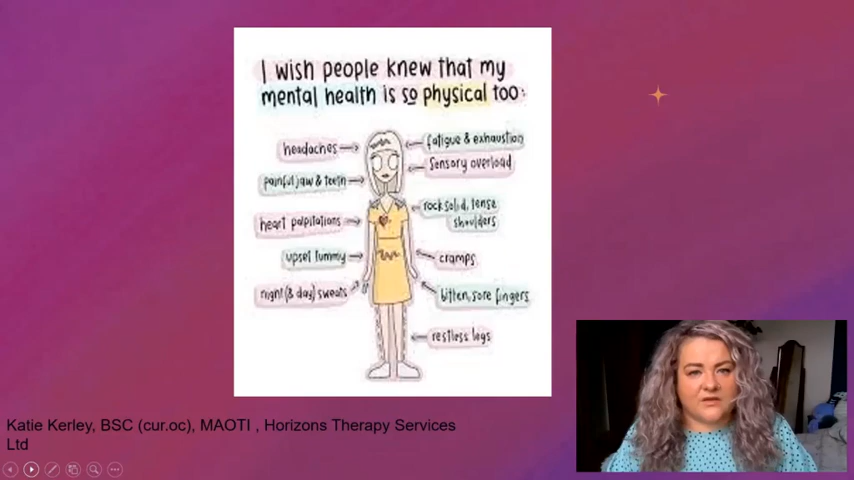 I wish people knew that my
mental health is so physical too:
headaches
fatigue & exhaustion
Sensory overload
painful jaw & teeth
rock solid, tense
shoulders
heart palpitations
upset tummy
cramps
night (& day) sweats
bitten, sore fingers
restless legs
Katie Kerley, BSC (cur.oc), MAOTI , Horizons Therapy Services
Ltd